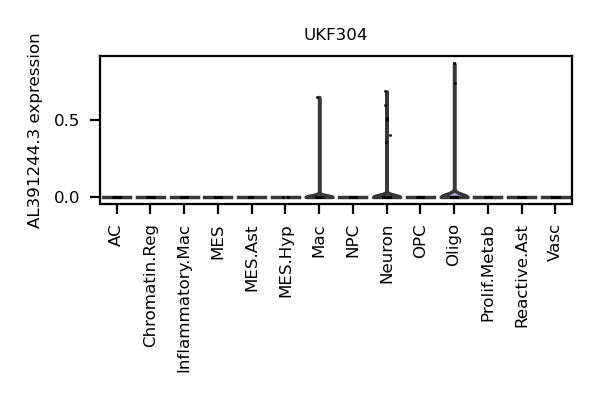 UKF304
AL391244.3 expression
0.5
0.0
AC
Chromatin.Reg
Inflammatory.Mac
MES
MES.Ast
MES.Hyp
Mac
NPC
Neuron
OPC
Oligo
Prolif.Metab
Reactive.Ast
Vasc